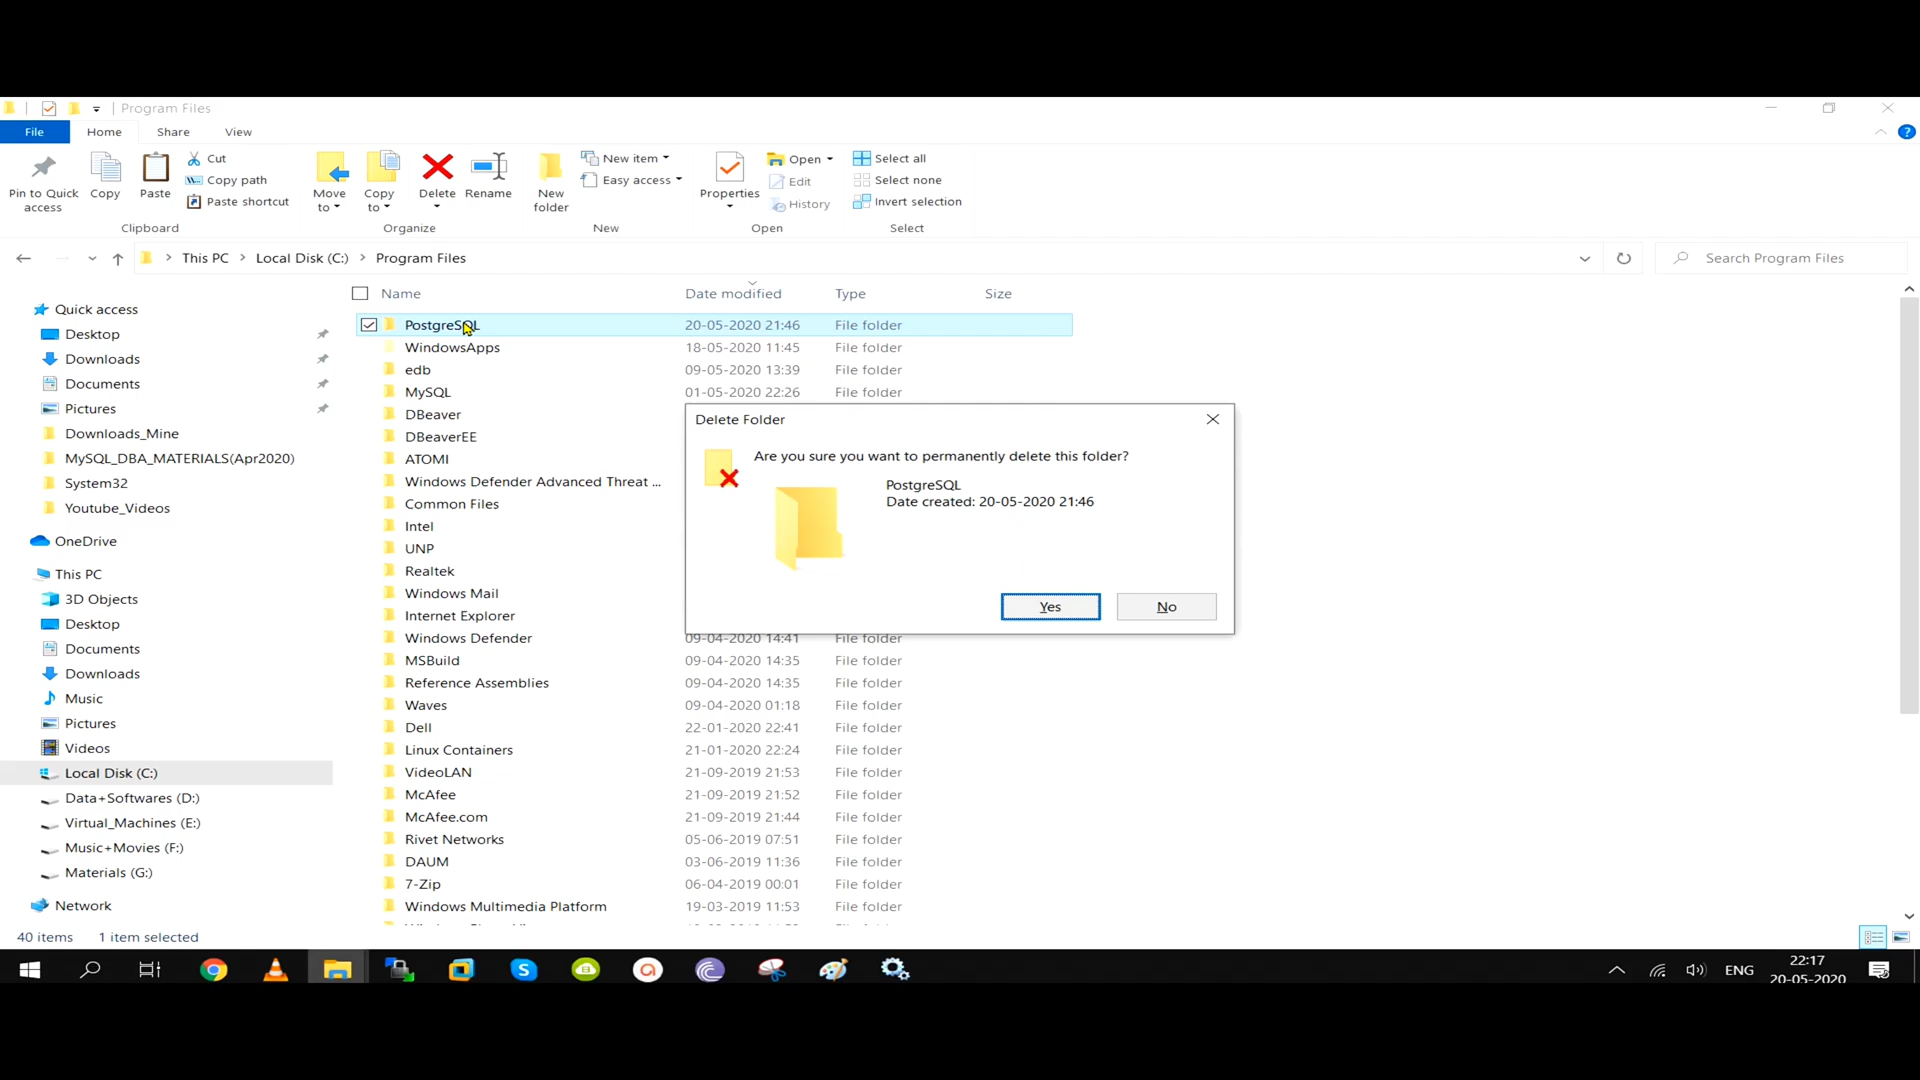 Program Files
File Home Share View
Pin to Quick access
Copy
Paste
Cut
Copy path
Paste shortcut
Clipboard
Move to
Copy to
Delete
Rename
Organize
New folder
New item
Easy access
New
Properties
Open
Edit
History
Open
Select all
Select none
Invert selection
Select
This PC > Local Disk (C:) > Program Files
Search Program Files
Quick access
Desktop
Downloads
Documents
Pictures
Downloads_Mine
MySQL_DBA_MATERIALS(Apr2020)
System32
Youtube_Videos
OneDrive
This PC
3D Objects
Desktop
Documents
Downloads
Music
Pictures
Videos
Local Disk (C:)
Data+Softwares (D:)
Virtual_Machines (E:)
Music+Movies (F:)
Materials (G:)
Network
Name Date modified Type Size
PostgreSQL 20-05-2020 21:46 File folder
WindowsApps 18-05-2020 11:45 File folder
edb 09-05-2020 13:39 File folder
MySQL 01-05-2020 22:26 File folder
DBeaver
DBeaverEE
ATOMI
Windows Defender Advanced Threat ...
Common Files
Intel
UNP
Realtek
Windows Mail
Internet Explorer
Windows Defender 09-04-2020 14:41 File folder
MSBuild 09-04-2020 14:35 File folder
Reference Assemblies 09-04-2020 14:35 File folder
Waves 09-04-2020 01:18 File folder
Dell 22-01-2020 22:41 File folder
Linux Containers 21-01-2020 22:24 File folder
VideoLAN 21-09-2019 21:53 File folder
McAfee 21-09-2019 21:52 File folder
McAfee.com 21-09-2019 21:44 File folder
Rivet Networks 05-06-2019 07:51 File folder
DAUM 03-06-2019 11:36 File folder
7-Zip 06-04-2019 00:01 File folder
Windows Multimedia Platform 19-03-2019 11:53 File folder
Delete Folder
Are you sure you want to permanently delete this folder?
PostgreSQL
Date created: 20-05-2020 21:46
Yes No
40 items 1 item selected
ENG
22:17
20-05-2020